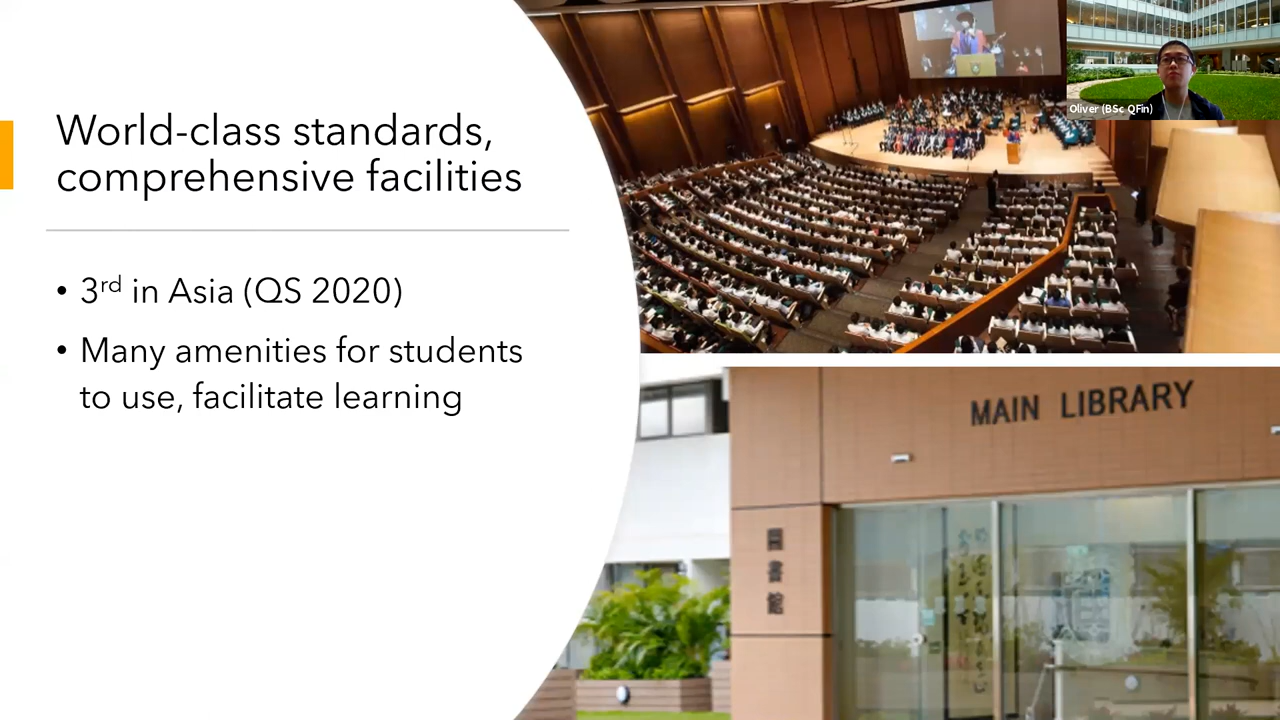 World-class standards,
comprehensive facilities
• 3rd in Asia (QS 2020)
• Many amenities for students
to use, facilitate learning
Oliver (BSc QFin)
MAIN LIBRARY
圖
書
館